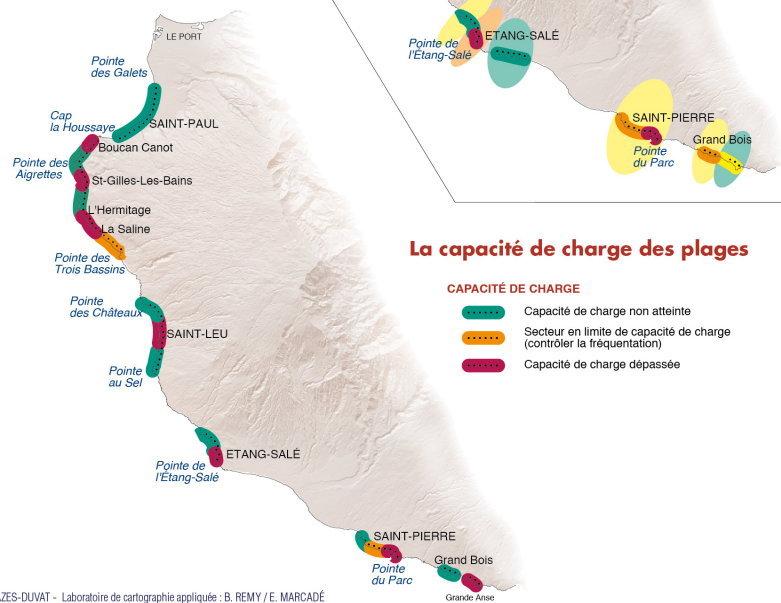 LE PORT
Pointe
des Galets
Cap
la Houssaye
SAINT-PAUL
Boucan Canot
Pointe des
Aigrettes
St-Gilles-Les-Bains
L'Hermitage
La Saline
Pointe des
Trois Bassins
Pointe
des Châteaux
SAINT-LEU
Pointe
au Sel
ETANG-SALÉ
Pointe de
l'Étang-Salé
SAINT-PIERRE
Pointe
du Parc
Grand Bois
Grande Anse
ETANG-SALÉ
Pointe de
l'Étang-Salé
SAINT-PIERRE
Pointe
du Parc
Grand Bois
La capacité de charge des plages
CAPACITÉ DE CHARGE
Capacité de charge non atteinte
Secteur en limite de capacité de charge
(contrôler la fréquentation)
Capacité de charge dépassée
AZES-DUVAT - Laboratoire de cartographie appliquée : B. REMY / E. MARCADÉ